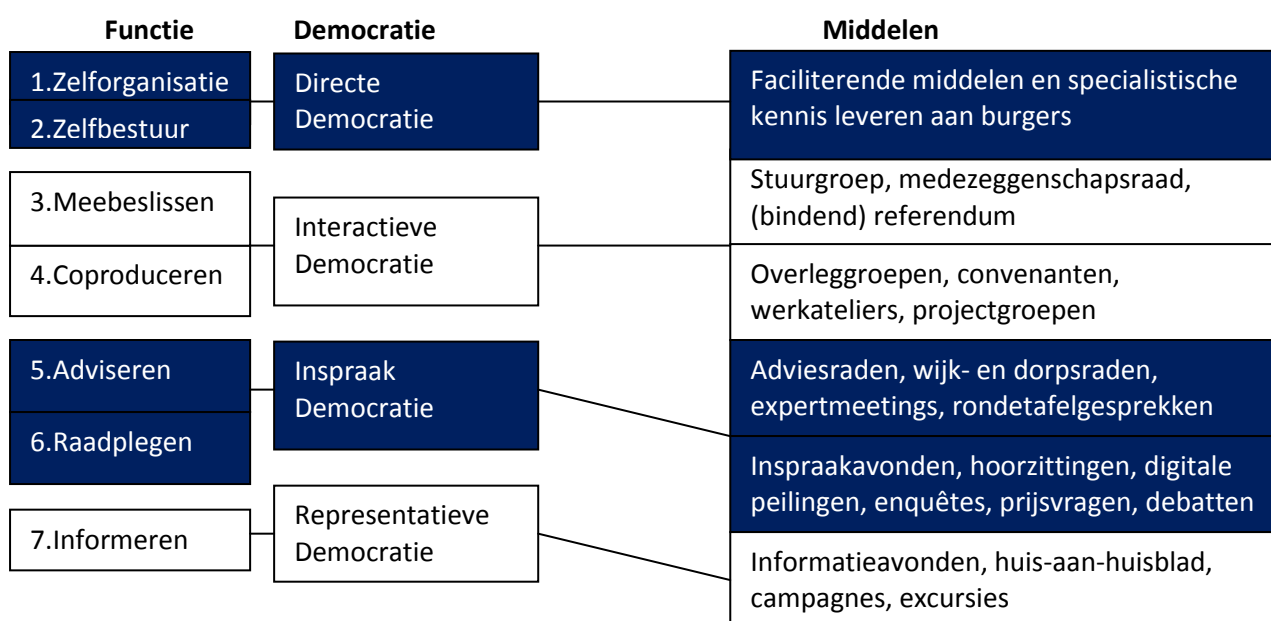 Functie
Democratie
Middelen
1.Zelforganisatie
2.Zelfbestuur
Directe
Democratie
Faciliterende middelen en specialistische
kennis leveren aan burgers
3.Meebeslissen
4.Coproduceren
Interactieve
Democratie
Stuurgroep, medezeggenschapsraad,
(bindend) referendum
Overleggroepen, convenanten,
werkateliers, projectgroepen
5.Adviseren
6.Raadplegen
Inspraak
Democratie
Adviesraden, wijk- en dorpsraden,
expertmeetings, rondetafelgesprekken
Inspraakavonden, hoorzittingen, digitale
peilingen, enquêtes, prijsvragen, debatten
7.Informeren
Representatieve
Democratie
Informatieavonden, huis-aan-huisblad,
campagnes, excursies